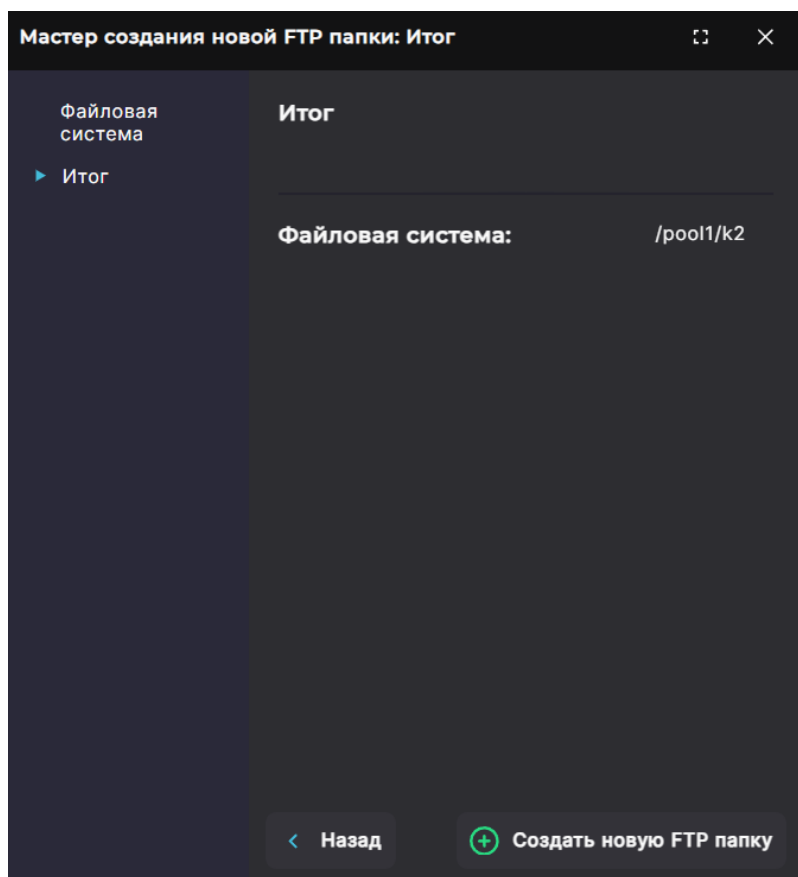 Мастер создания новой FTP папки: Итог
Файловая
система
Итог
Итог
Файловая система: /pool1/k2
Назад
Создать новую FTP папку